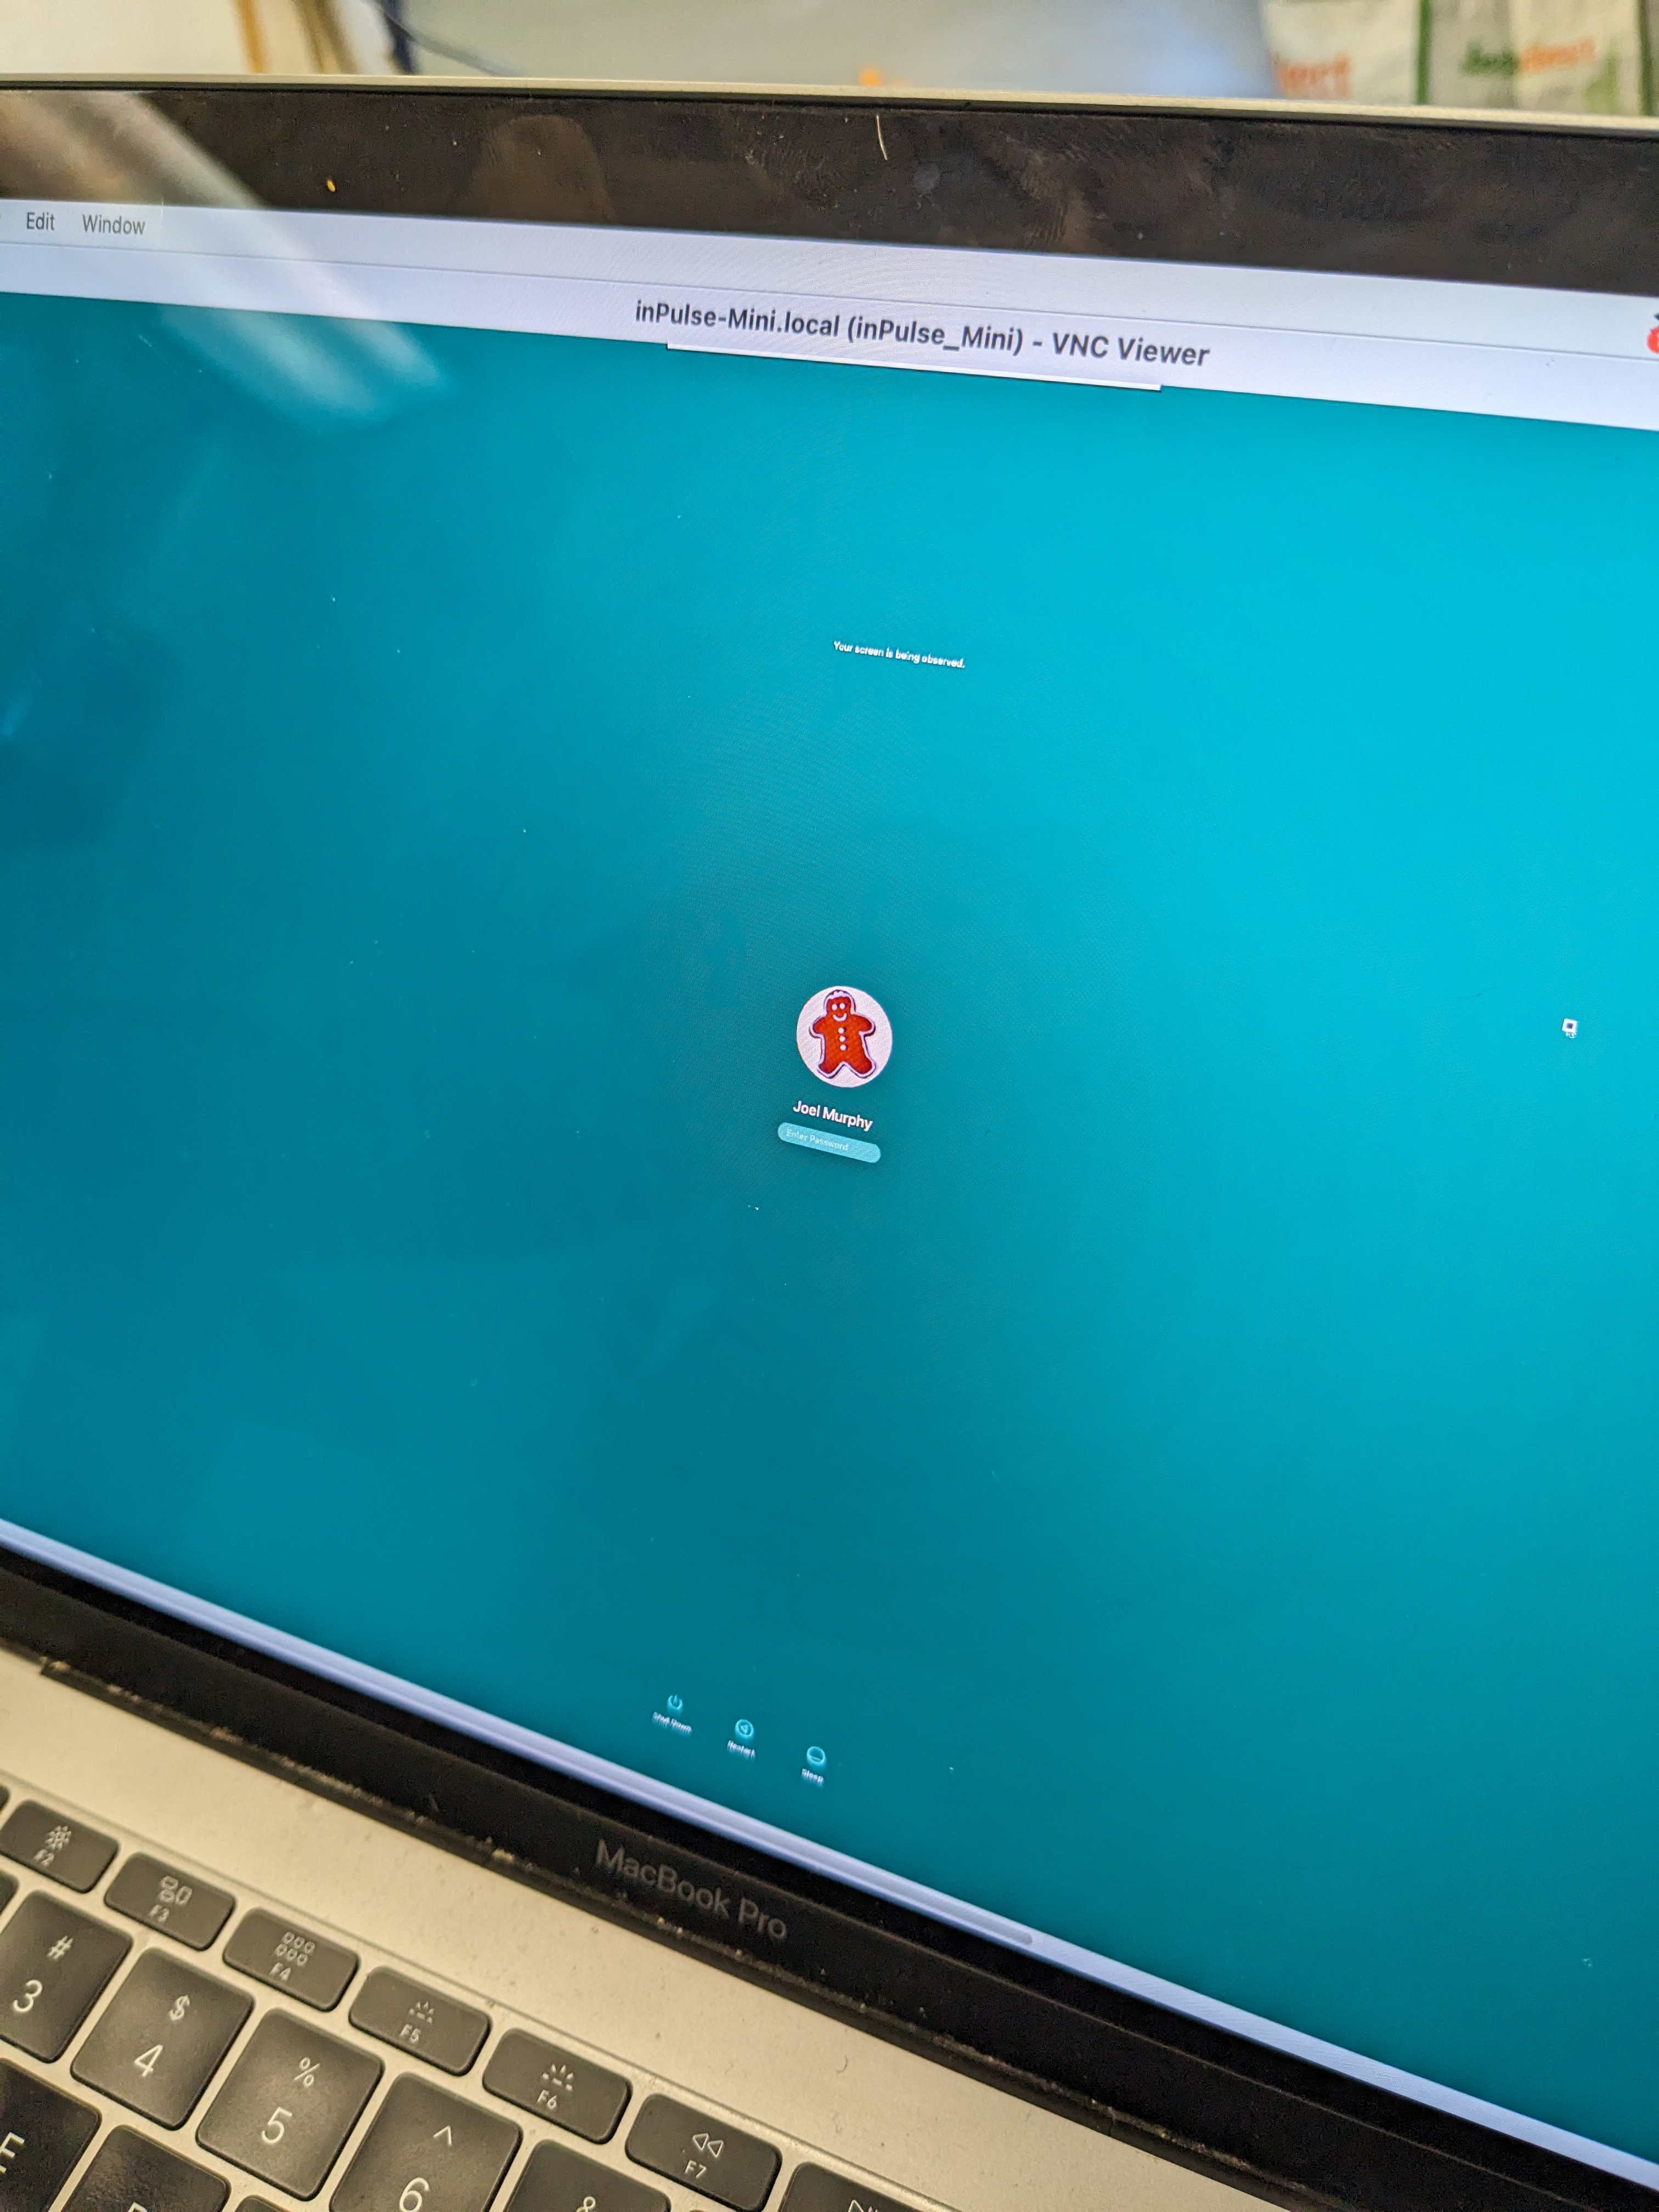 Edit Window
inPulse-Mini.local (inPulse_Mini) - VNC Viewer
Your screen is being observed.
Joel Murphy
Enter Password
Shut Down
Restart
Sleep
MacBook Pro
F2
F3
F4
F5
F6
F7
#
3
$
4
%
5
^
6
&